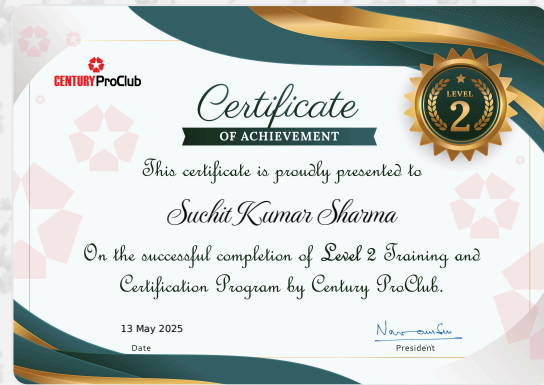 CENTURY ProClub
LEVEL
2
Certificate
OF ACHIEVEMENT
This certificate is proudly presented to
Suchit Kumar Sharma
On the successful completion of Level 2 Training and
Certification Program by Century ProClub.
13 May 2025
Date
President